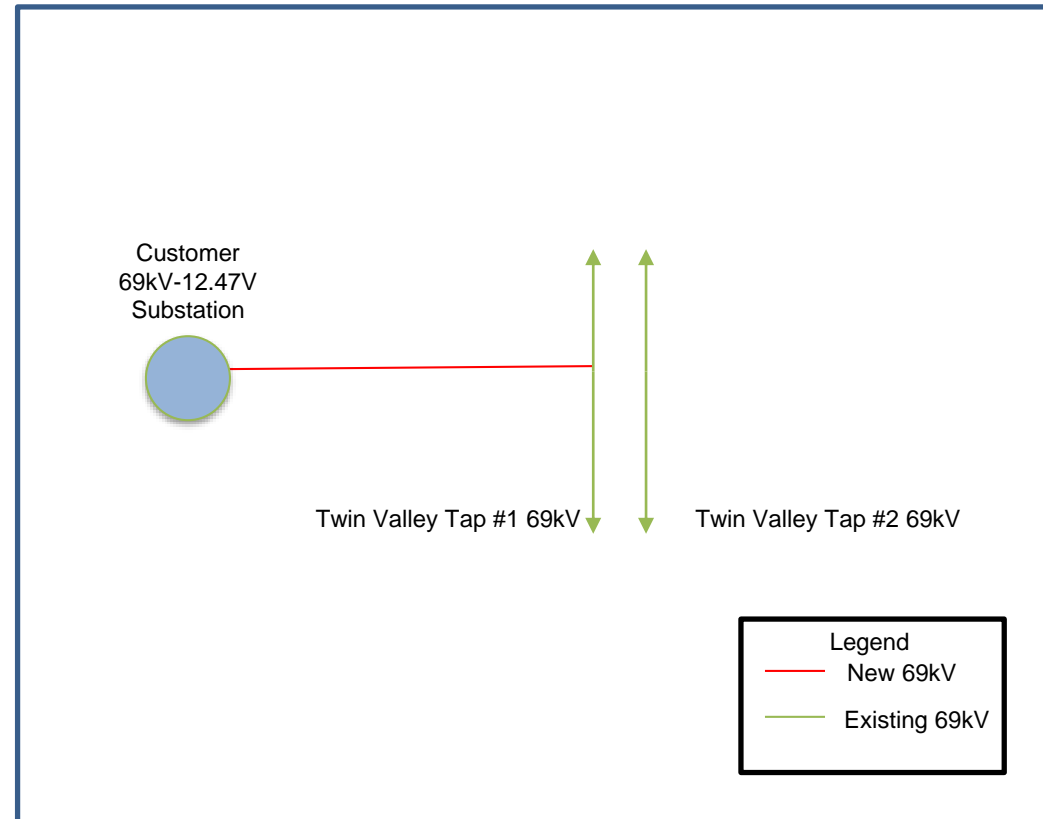 Customer
69kV-12.47V
Substation
Twin Valley Tap #1 69kV
Twin Valley Tap #2 69kV
Legend
New 69kV
Existing 69kV